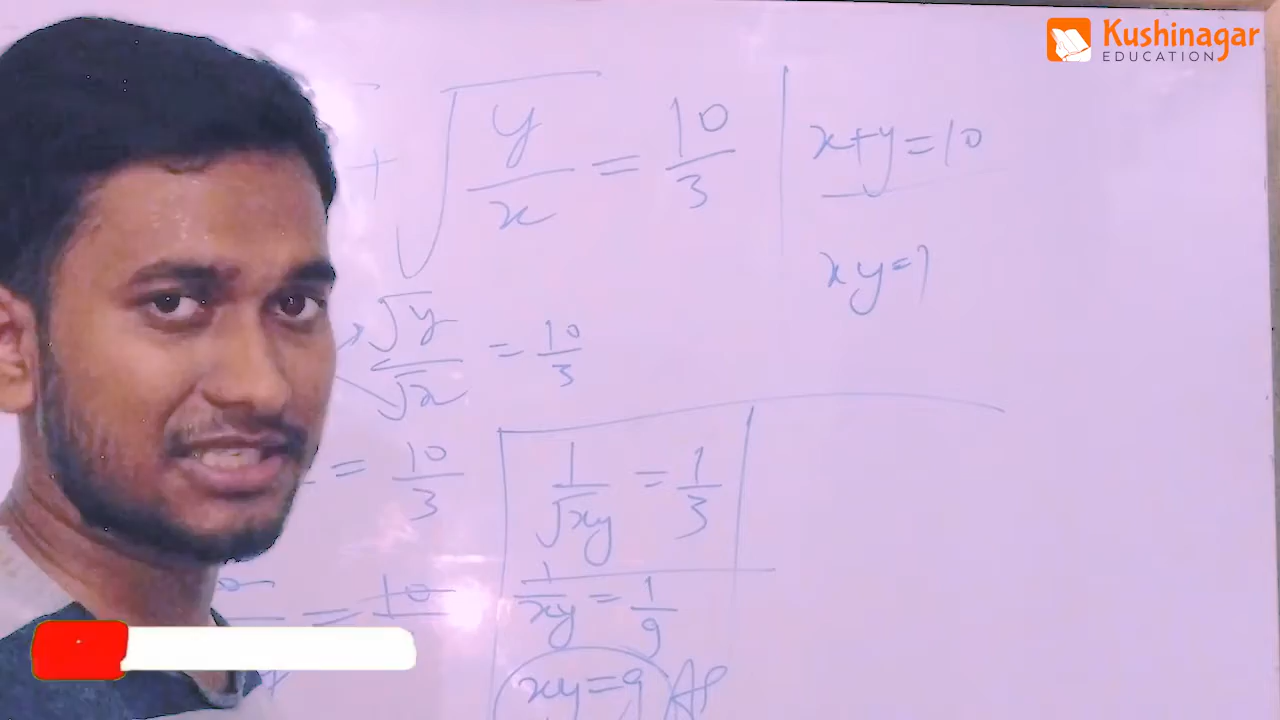 Kushinagar
EDUCATION
+ √(y/x) = 10/3
x+y=10
xy=?
√y/√x = 10/3
= 10/3
1/√xy = 1/3
= 10
1/xy = 1/9
xy=9